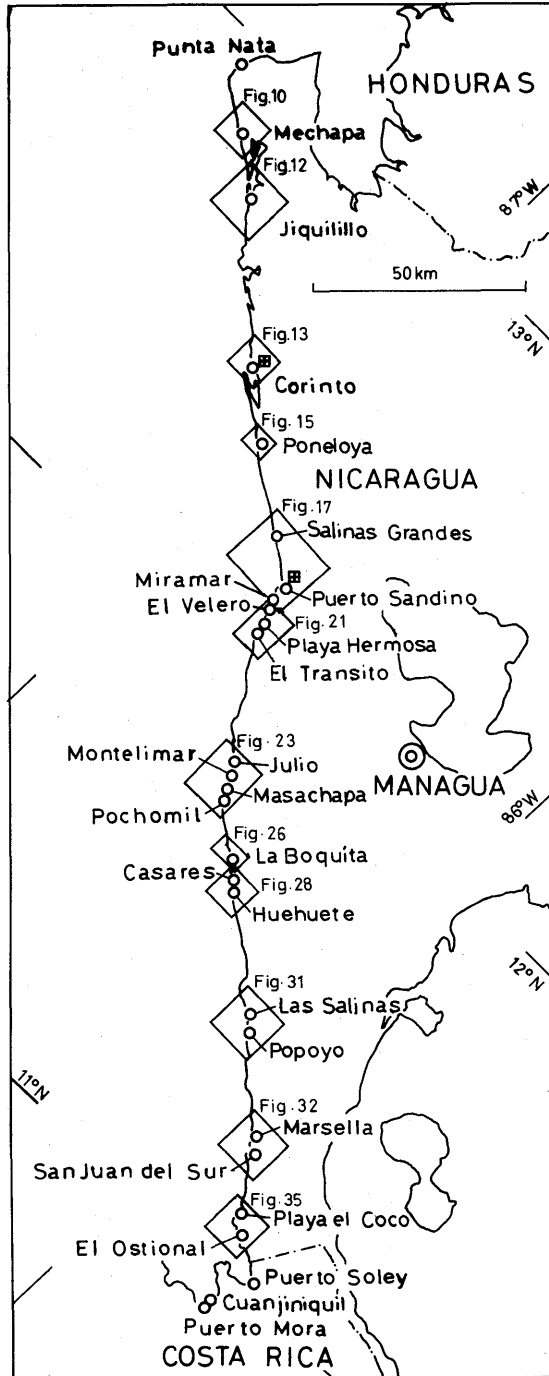 Punta Nata
HONDURAS
Fig.10
Mechapa
Fig.12
87°W
Jiquilillo
50 km
13°N
Fig.13
Corinto
Fig. 15
Poneloya
NICARAGUA
Fig.17
Salinas Grandes
Miramar
Puerto Sandino
El Velero
Fig. 21
Playa Hermosa
El Transito
Fig. 23
Julio
Montelimar
MANAGUA
Masachapa
86°W
Pochomil
Fig. 26
La Boquita
Casares
Fig. 28
Huehuete
12°N
Fig. 31
Las Salinas
Popoyo
11°N
Fig. 32
Marsella
San Juan del Sur
Fig. 35
Playa el Coco
El Ostional
Puerto Soley
Cuanjiniquil
Puerto Mora
COSTA RICA